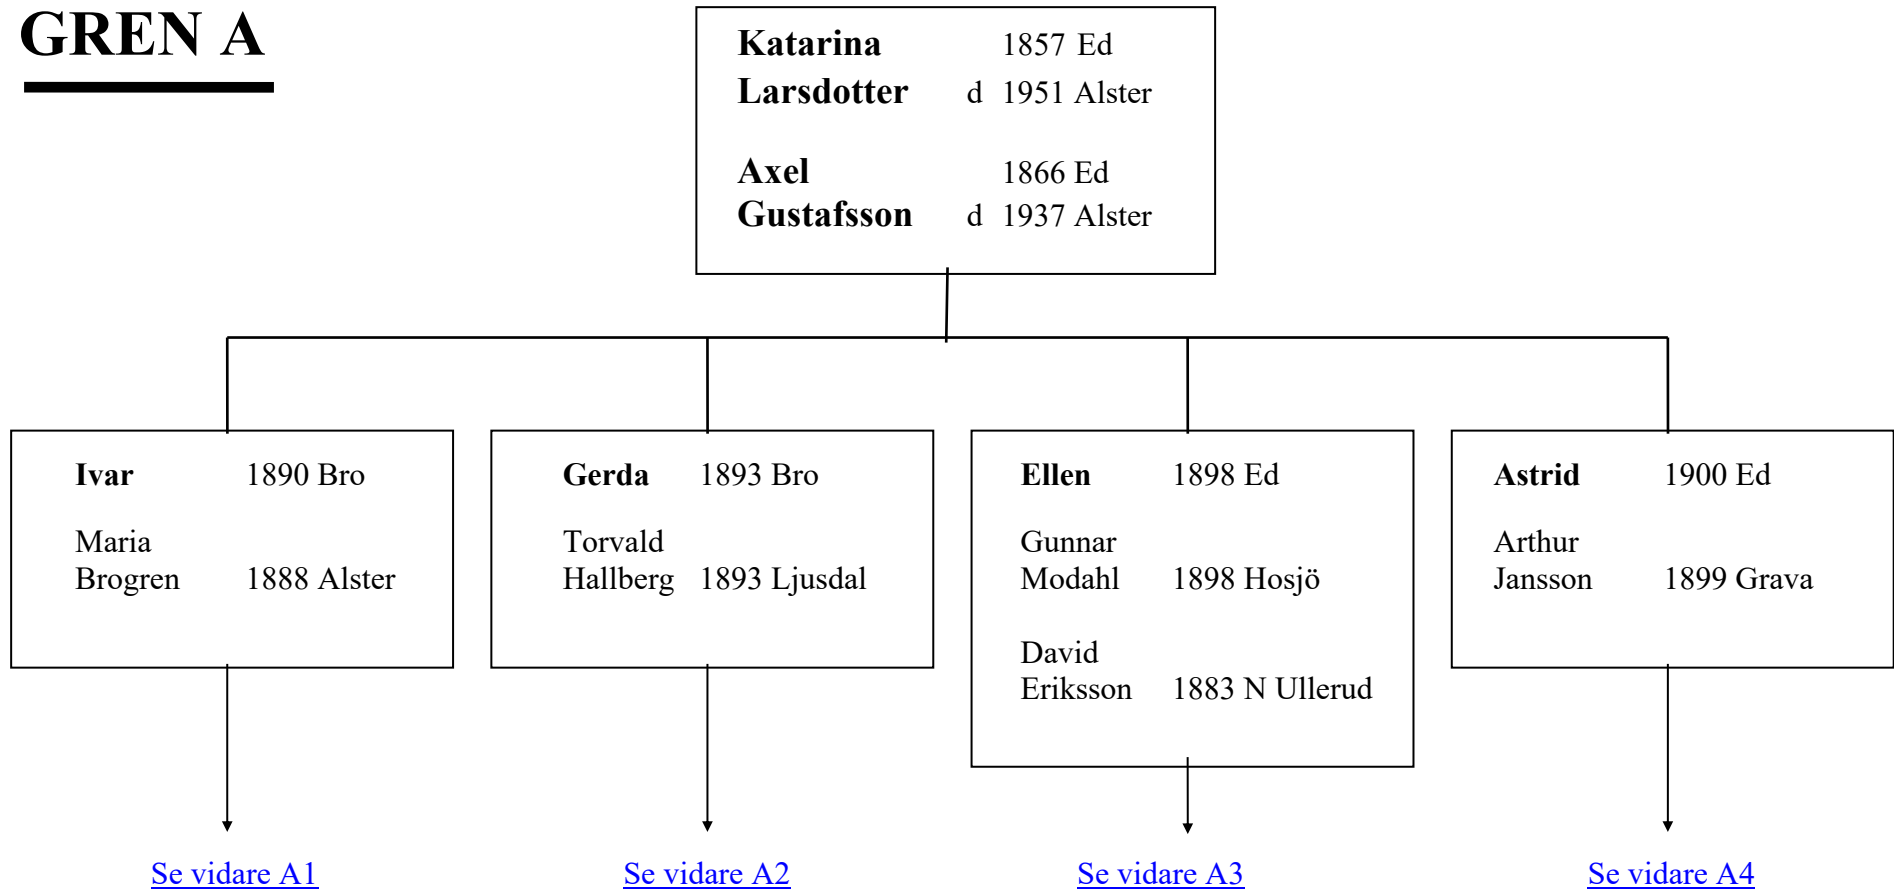 GREN A
Katarina 1857 Ed
Larsdotter d 1951 Alster
Axel 1866 Ed
Gustafsson d 1937 Alster
Ivar 1890 Bro
Maria
Brogren 1888 Alster
Gerda 1893 Bro
Torvald
Hallberg 1893 Ljusdal
Ellen 1898 Ed
Gunnar
Modahl 1898 Hosjö
David
Eriksson 1883 N Ullerud
Astrid 1900 Ed
Arthur
Jansson 1899 Grava
Se vidare A1
Se vidare A2
Se vidare A3
Se vidare A4